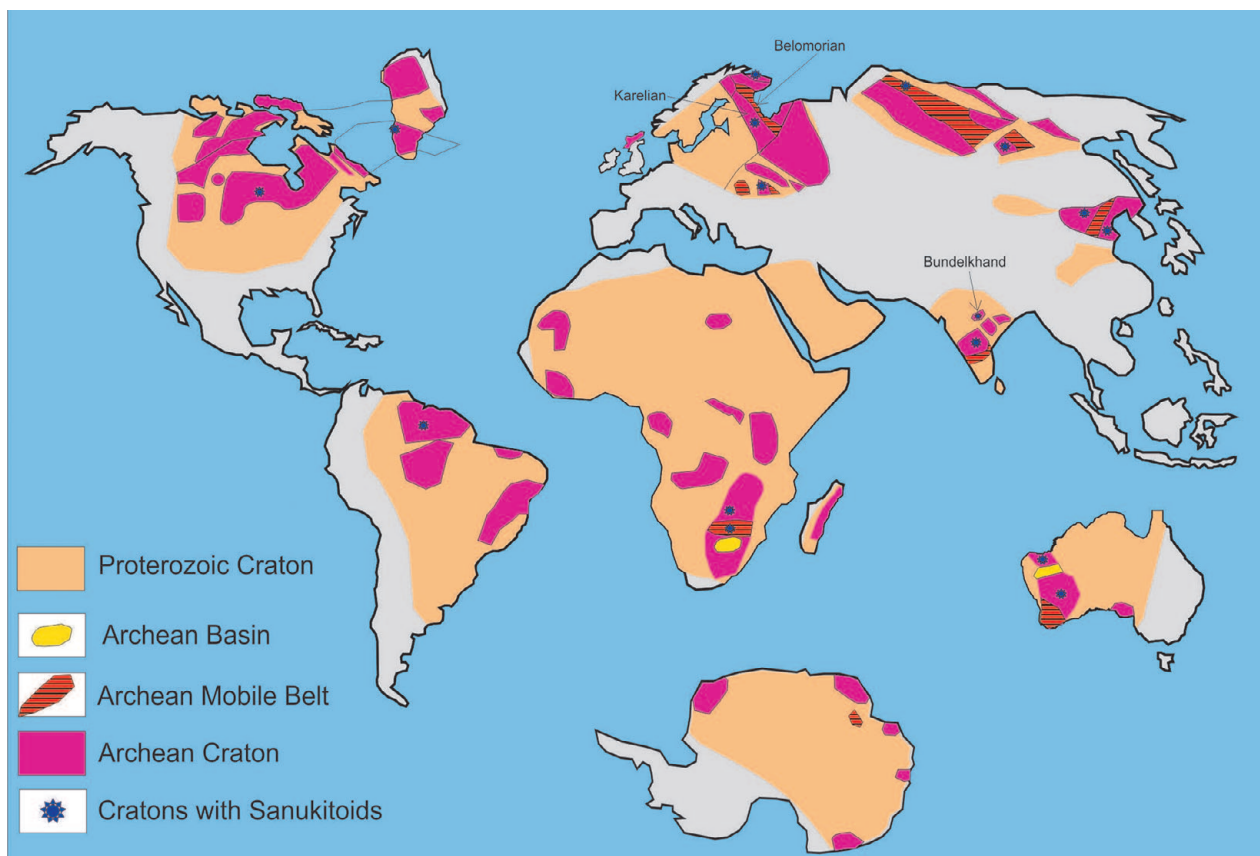 Belomorian
Karelian
Bundelkhand
Proterozoic Craton
Archean Basin
Archean Mobile Belt
Archean Craton
Cratons with Sanukitoids